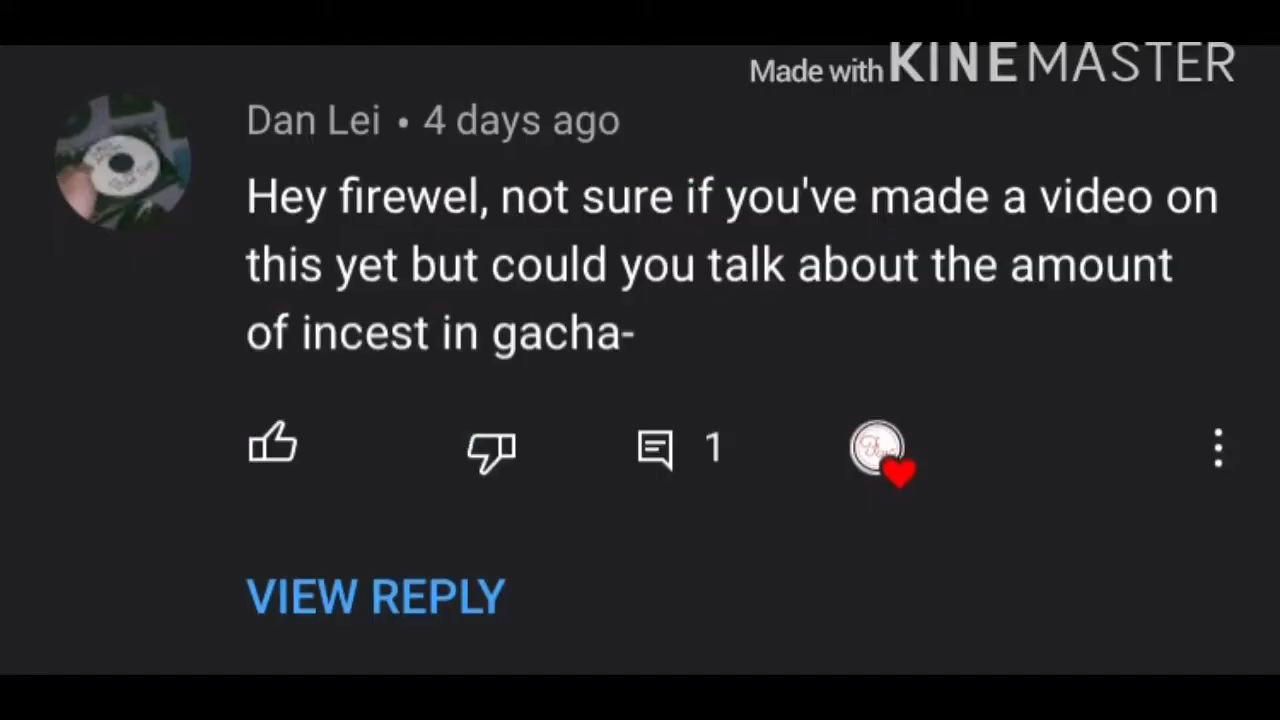 Made with KINEMASTER
Dan Lei • 4 days ago
Hey firewel, not sure if you've made a video on
this yet but could you talk about the amount
of incest in gacha-
1
VIEW REPLY